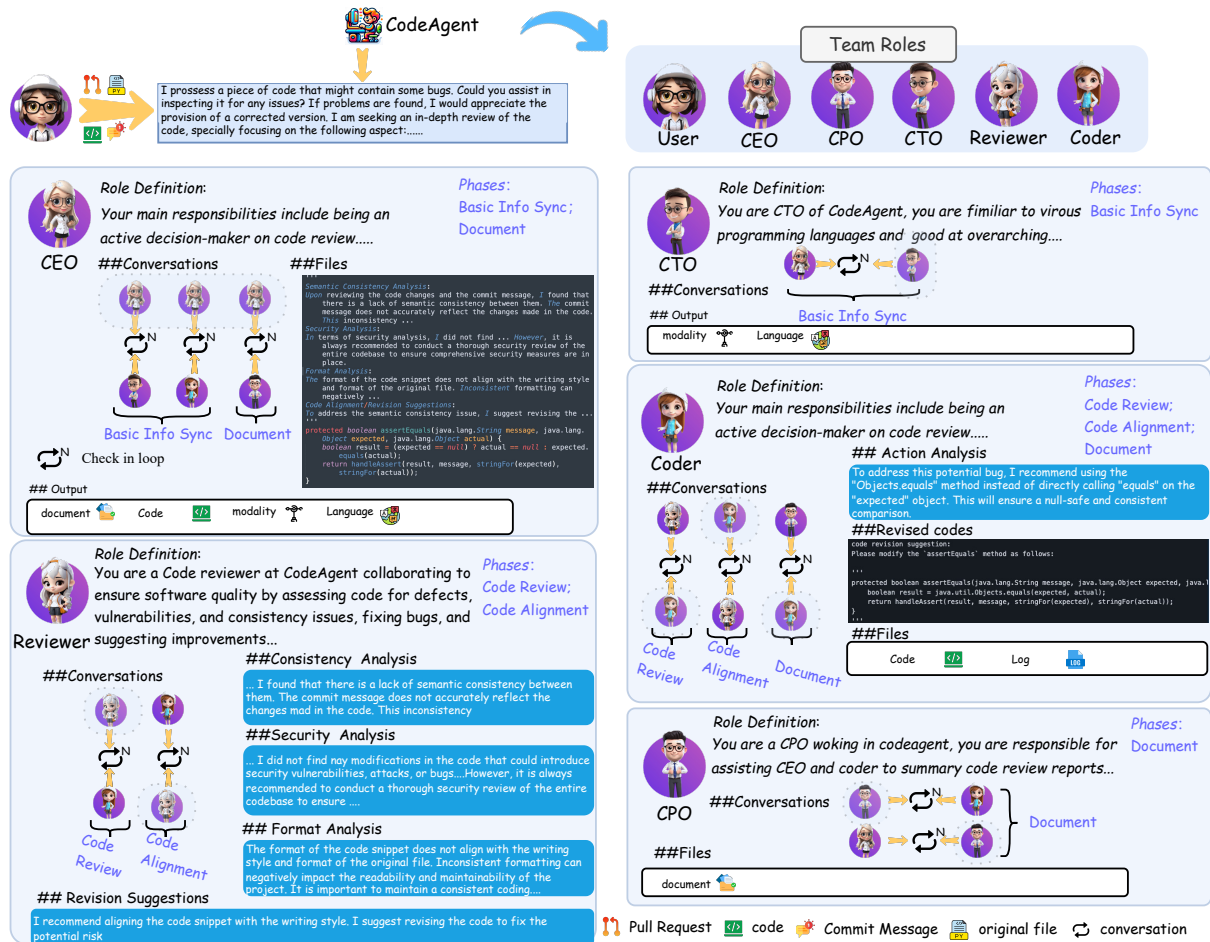 CodeAgent
I prossess a piece of code that might contain some bugs. Could you assist in
inspecting it for any issues? If problems are found, I would appreciate the
provision of a corrected version. I am seeking an in-depth review of the
code, specially focusing on the following aspect:......
PY
Team Roles
User
CEO
CPO
CTO
Reviewer
Coder
CEO
Role Definition:
Your main responsibilities include being an
active decision-maker on code review.....
Phases:
Basic Info Sync;
Document
##Conversations
N
N
N
Basic Info Sync
Document
N
Check in loop
##Files
'''
Semantic Consistency Analysis:
Upon reviewing the code changes and the commit message, I found that
there is a lack of semantic consistency between them. The commit
message does not accurately reflect the changes made in the code.
This inconsistency ...
Security Analysis:
In terms of security analysis, I did not find ... However, it is
always recommended to conduct a thorough security review of the
entire codebase to ensure comprehensive security measures are in
place.
Format Analysis:
The format of the code snippet does not align with the writing style
and format of the original file. Inconsistent formatting can
negatively ...
Code Alignment/Revision Suggestions:
To address the semantic consistency issue, I suggest revising the ...
'''
protected boolean assertEquals(java.lang.String message, java.lang.
Object expected, java.lang.Object actual) {
boolean result = (expected == null) ? actual == null : expected.
equals(actual);
return handleAssert(result, message, stringFor(expected),
stringFor(actual));
}
## Output
document
Code
modality
Language
Reviewer
Role Definition:
You are a Code reviewer at CodeAgent collaborating to
ensure software quality by assessing code for defects,
vulnerabilities, and consistency issues, fixing bugs, and
suggesting improvements...
Phases:
Code Review;
Code Alignment
##Conversations
N
N
Code
Review
Code
Alignment
##Consistency Analysis
... I found that there is a lack of semantic consistency between
them. The commit message does not accurately reflect the
changes mad in the code. This inconsistency
##Security Analysis
... I did not find nay modifications in the code that could introduce
security vulnerabilities, attacks, or bugs....However, it is always
recommended to conduct a thorough security review of the entire
codebase to ensure ....
## Format Analysis
The format of the code snippet does not align with the writing
style and format of the original file. Inconsistent formatting can
negatively impact the readability and maintainability of the
project. It is important to maintain a consistent coding....
## Revision Suggestions
I recommend aligning the code snippet with the writing style. I suggest revising the code to fix the
potential risk
CTO
Role Definition:
You are CTO of CodeAgent, you are fimiliar to virous
programming languages and good at overarching....
Phases:
Basic Info Sync
N
##Conversations
Basic Info Sync
## Output
modality
Language
Coder
Role Definition:
Your main responsibilities include being an
active decision-maker on code review.....
Phases:
Code Review;
Code Alignment;
Document
##Conversations
N
N
N
Code
Review
Code
Alignment
Document
## Action Analysis
To address this potential bug, I recommend using the
"Objects.equals" method instead of directly calling "equals" on the
"expected" object. This will ensure a null-safe and consistent
comparison.
##Revised codes
code revision suggestion:
Please modify the `assertEquals` method as follows:
'''
protected boolean assertEquals(java.lang.String message, java.lang.Object expected, java.l
boolean result = java.util.Objects.equals(expected, actual);
return handleAssert(result, message, stringFor(expected), stringFor(actual));
}
'''
##Files
Code
Log
LOG
CPO
Role Definition:
You are a CPO woking in codeagent, you are responsible for
assisting CEO and coder to summary code review reports...
Phases:
Document
##Conversations
N
N
Document
##Files
document
Pull Request
code
Commit Message
PY
original file
conversation